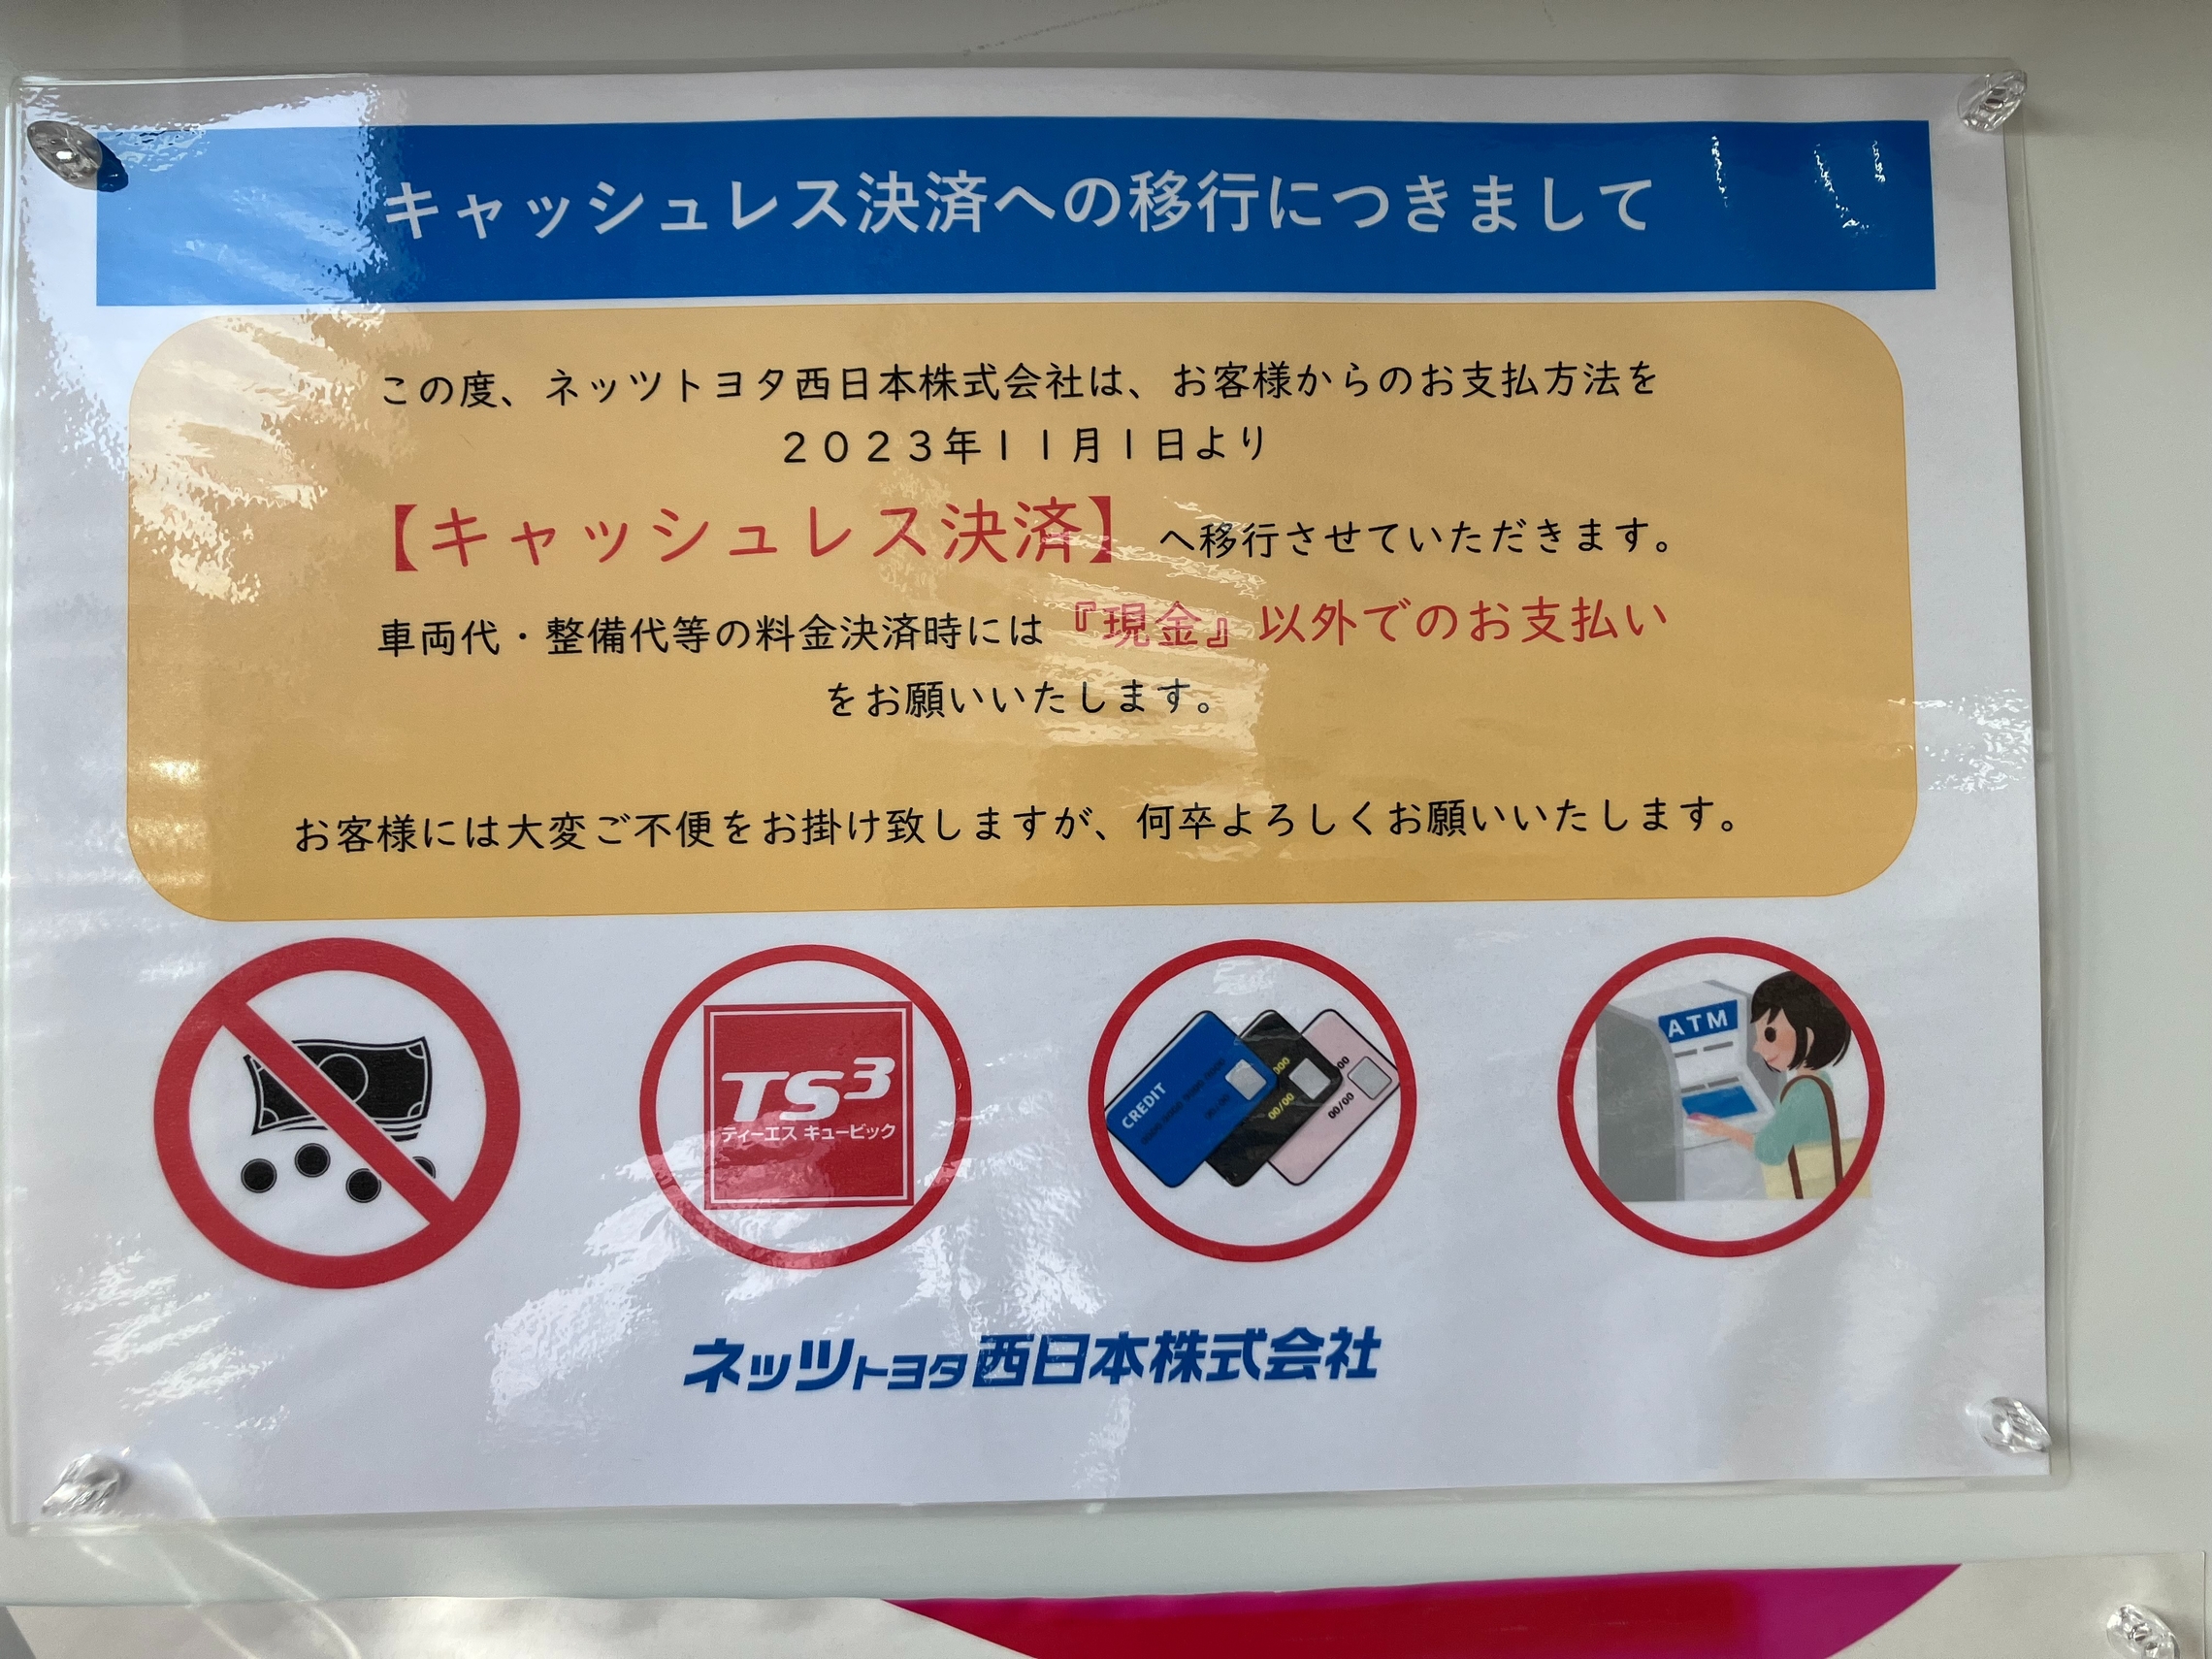 キャッシュレス決済への移行につきまして
この度、ネッツトヨタ西日本株式会社は、お客様からのお支払方法を
２０２３年１１月１日より
【キャッシュレス決済】へ移行させていただきます。
車両代・整備代等の料金決済時には『現金』以外でのお支払い
をお願いいたします。
お客様には大変ご不便をお掛け致しますが、何卒よろしくお願いいたします。
TS3
ティーエス キュービック
CREDIT
00/00
00/00
ATM
ネッツトヨタ西日本株式会社